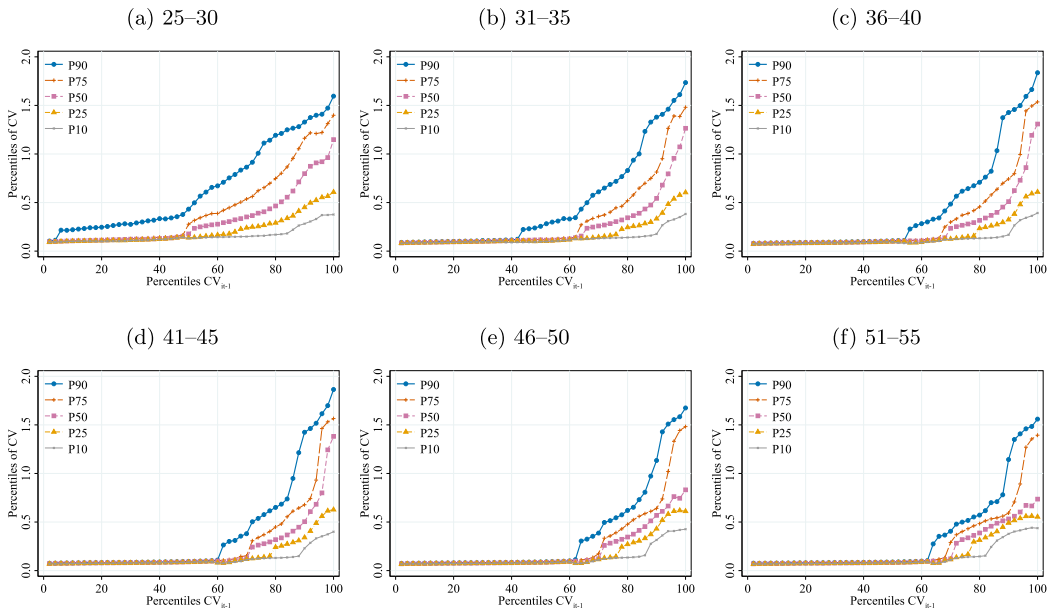 (a) 25–30
(b) 31–35
(c) 36–40
Percentiles of CV
0.0 0.5 1.0 1.5 2.0
P90
P75
P50
P25
P10
0 20 40 60 80 100
Percentiles CV_it-1
Percentiles of CV
0.0 0.5 1.0 1.5 2.0
P90
P75
P50
P25
P10
0 20 40 60 80 100
Percentiles CV_it-1
Percentiles of CV
0.0 0.5 1.0 1.5 2.0
P90
P75
P50
P25
P10
0 20 40 60 80 100
Percentiles CV_it-1
(d) 41–45
(e) 46–50
(f) 51–55
Percentiles of CV
0.0 0.5 1.0 1.5 2.0
P90
P75
P50
P25
P10
0 20 40 60 80 100
Percentiles CV_it-1
Percentiles of CV
0.0 0.5 1.0 1.5 2.0
P90
P75
P50
P25
P10
0 20 40 60 80 100
Percentiles CV_it-1
Percentiles of CV
0.0 0.5 1.0 1.5 2.0
P90
P75
P50
P25
P10
0 20 40 60 80 100
Percentiles CV_it-1